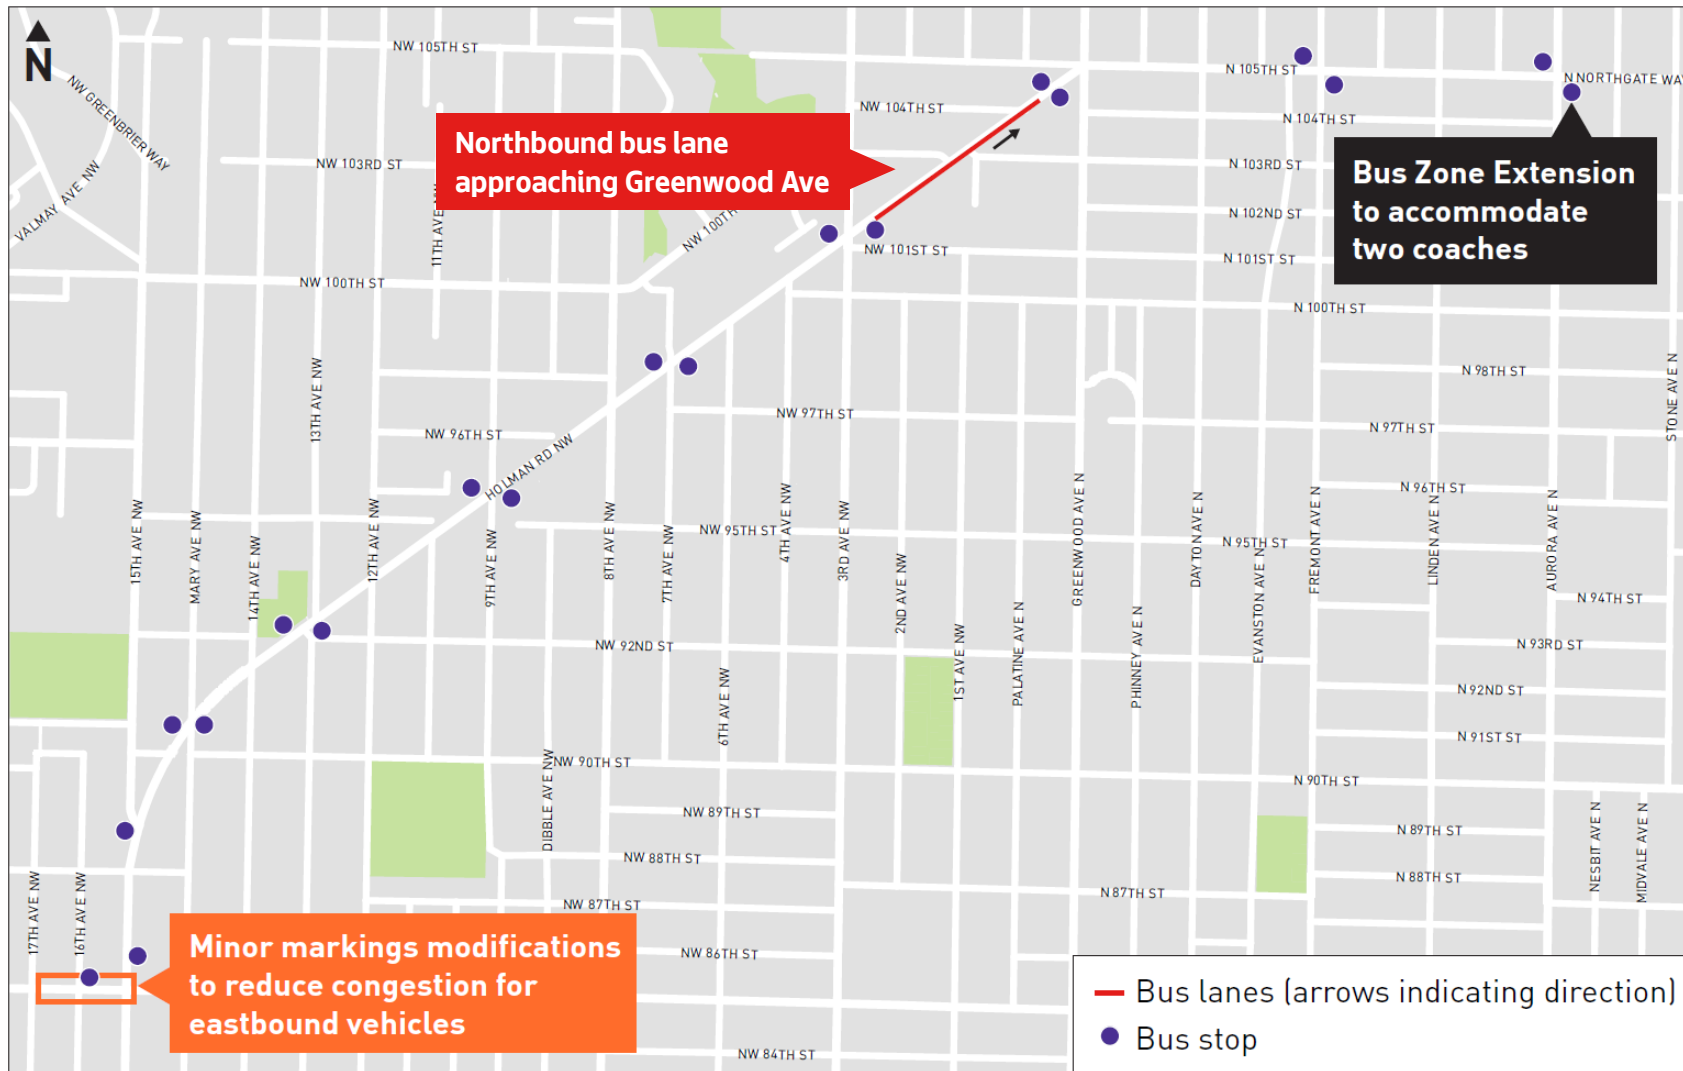 N
NW 105TH ST
NW GREENBRIER WAY
VALMAY AVE NW
NW 103RD ST
11TH AVE NW
NW 100TH
NW 104TH ST
Northbound bus lane
approaching Greenwood Ave
N 105TH ST
N NORTHGATE WAY
N 104TH ST
N 103RD ST
N 102ND ST
N 101ST ST
Bus Zone Extension
to accommodate
two coaches
NW 101ST ST
NW 100TH ST
N 100TH ST
13TH AVE NW
N 98TH ST
STONE AVE N
NW 97TH ST
N 97TH ST
NW 96TH ST
HOLMAN RD NW
N 96TH ST
15TH AVE NW
MARY AVE NW
14TH AVE NW
12TH AVE NW
9TH AVE NW
8TH AVE NW
7TH AVE NW
NW 95TH ST
4TH AVE NW
3RD AVE NW
2ND AVE NW
1ST AVE NW
PALATINE AVE N
GREENWOOD AVE N
PHINNEY AVE N
DAYTON AVE N
N 95TH ST
EVANSTON AVE N
FREMONT AVE N
LINDEN AVE N
AURORA AVE N
N 94TH ST
N 93RD ST
NW 92ND ST
N 92ND ST
6TH AVE NW
N 91ST ST
NW 90TH ST
N 90TH ST
DIBBLE AVE NW
NW 89TH ST
N 89TH ST
NESBIT AVE N
MIDVALE AVE N
NW 88TH ST
N 88TH ST
N 87TH ST
NW 87TH ST
17TH AVE NW
16TH AVE NW
NW 86TH ST
Minor markings modifications
to reduce congestion for
eastbound vehicles
NW 84TH ST
Bus lanes (arrows indicating direction)
Bus stop